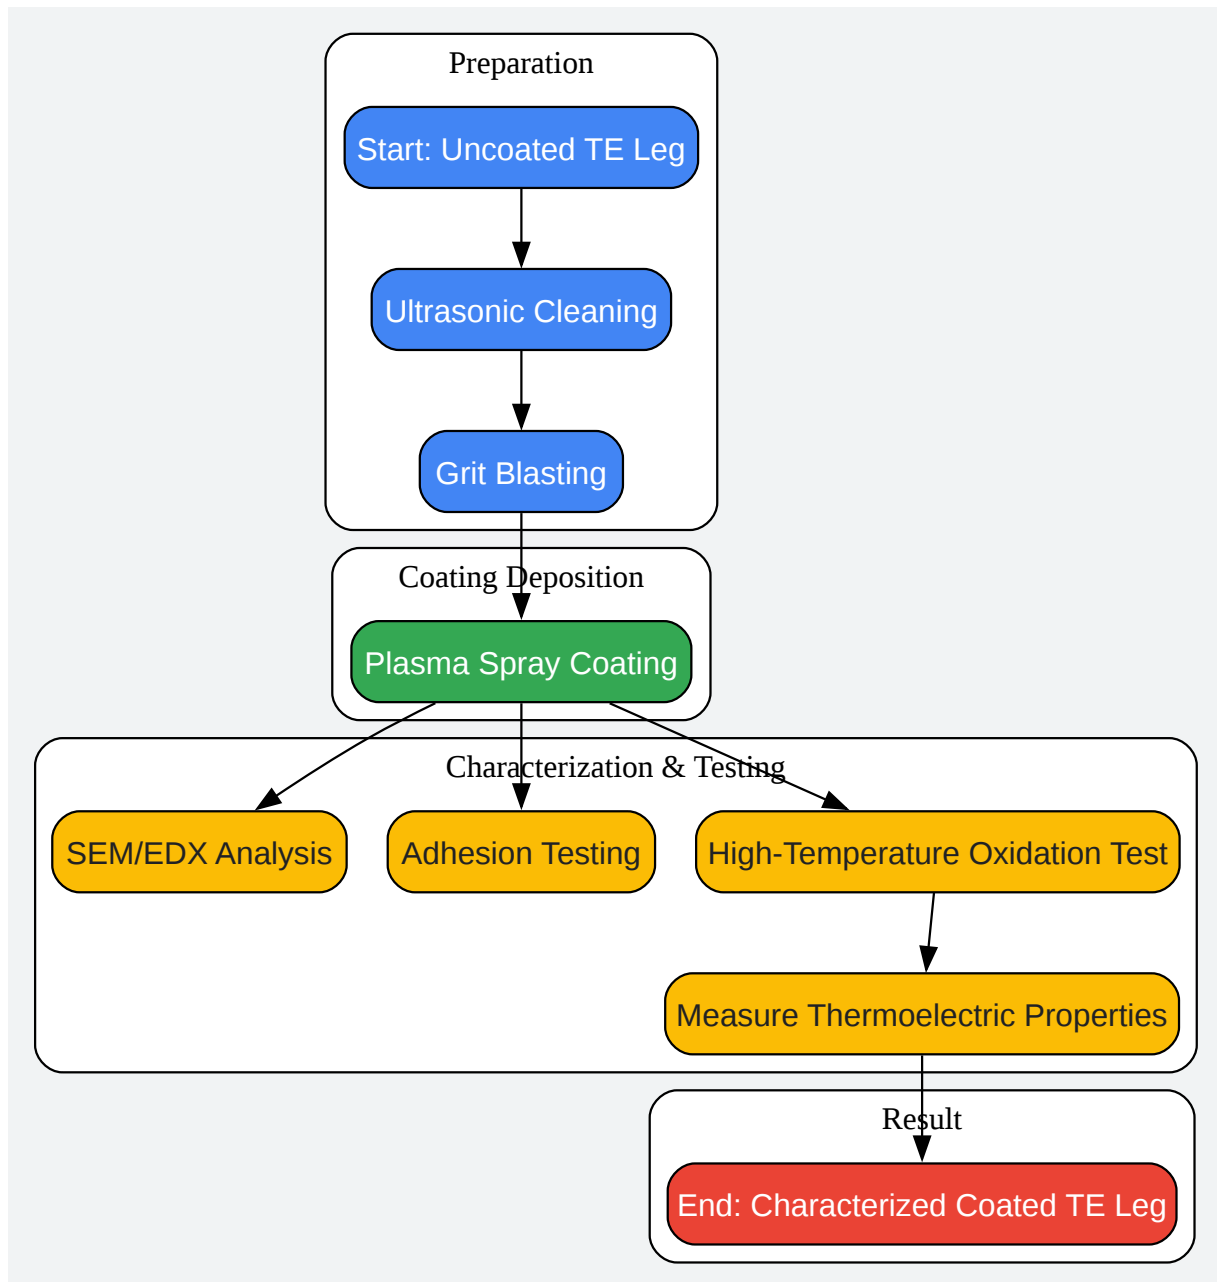 Preparation
Start: Uncoated TE Leg
Ultrasonic Cleaning
Grit Blasting
Coating Deposition
Plasma Spray Coating
Characterization & Testing
SEM/EDX Analysis
Adhesion Testing
High-Temperature Oxidation Test
Measure Thermoelectric Properties
Result
End: Characterized Coated TE Leg